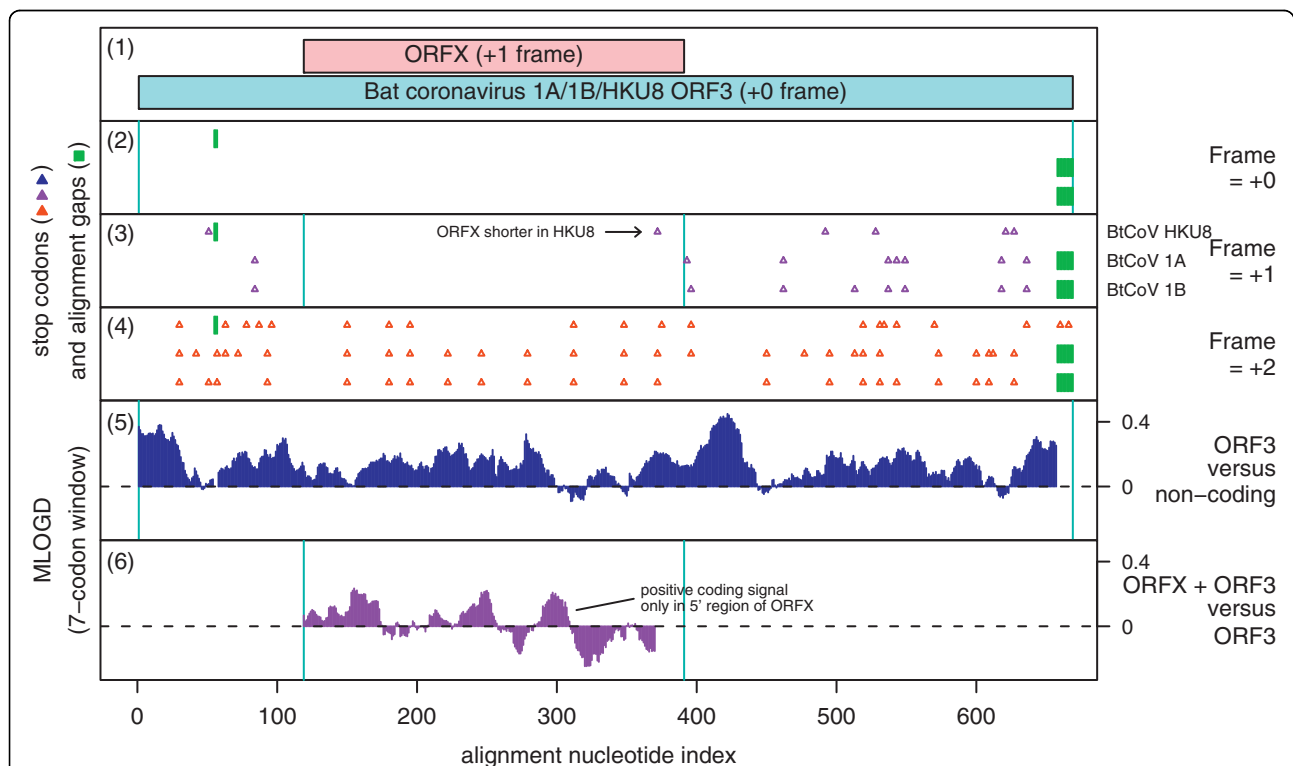 (1)
ORFX (+1 frame)
Bat coronavirus 1A/1B/HKU8 ORF3 (+0 frame)
stop codons (▲▲▲)
and alignment gaps (■)
(2)
Frame
= +0
(3)
ORFX shorter in HKU8
BtCoV HKU8
BtCoV 1A
BtCoV 1B
Frame
= +1
(4)
Frame
= +2
MLOGD
(7−codon window)
(5)
0.4
0
ORF3
versus
non−coding
(6)
positive coding signal
only in 5' region of ORFX
0.4
0
ORFX + ORF3
versus
ORF3
0 100 200 300 400 500 600
alignment nucleotide index